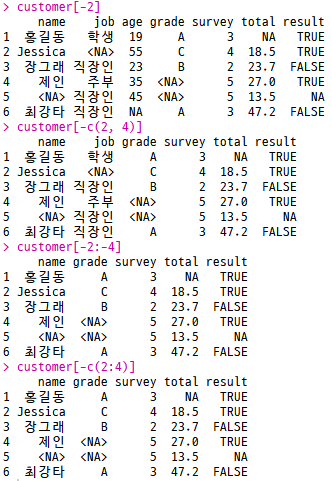 > customer[-2]
     name    job age grade survey total result
1  홍길동   학생  19     A      3    NA   TRUE
2 Jessica   <NA>  55     C      4  18.5   TRUE
3  장그래 직장인  23     B      2  23.7  FALSE
4    제인   주부  35  <NA>      5  27.0   TRUE
5    <NA> 직장인  45  <NA>      5  13.5     NA
6  최강타 직장인  NA     A      3  47.2  FALSE
> customer[-c(2, 4)]
     name    job grade survey total result
1  홍길동   학생     A      3    NA   TRUE
2 Jessica   <NA>     C      4  18.5   TRUE
3  장그래 직장인     B      2  23.7  FALSE
4    제인   주부  <NA>      5  27.0   TRUE
5    <NA> 직장인  <NA>      5  13.5     NA
6  최강타 직장인     A      3  47.2  FALSE
> customer[-2:-4]
     name grade survey total result
1  홍길동     A      3    NA   TRUE
2 Jessica     C      4  18.5   TRUE
3  장그래     B      2  23.7  FALSE
4    제인  <NA>      5  27.0   TRUE
5    <NA>  <NA>      5  13.5     NA
6  최강타     A      3  47.2  FALSE
> customer[-c(2:4)]
     name grade survey total result
1  홍길동     A      3    NA   TRUE
2 Jessica     C      4  18.5   TRUE
3  장그래     B      2  23.7  FALSE
4    제인  <NA>      5  27.0   TRUE
5    <NA>  <NA>      5  13.5     NA
6  최강타     A      3  47.2  FALSE